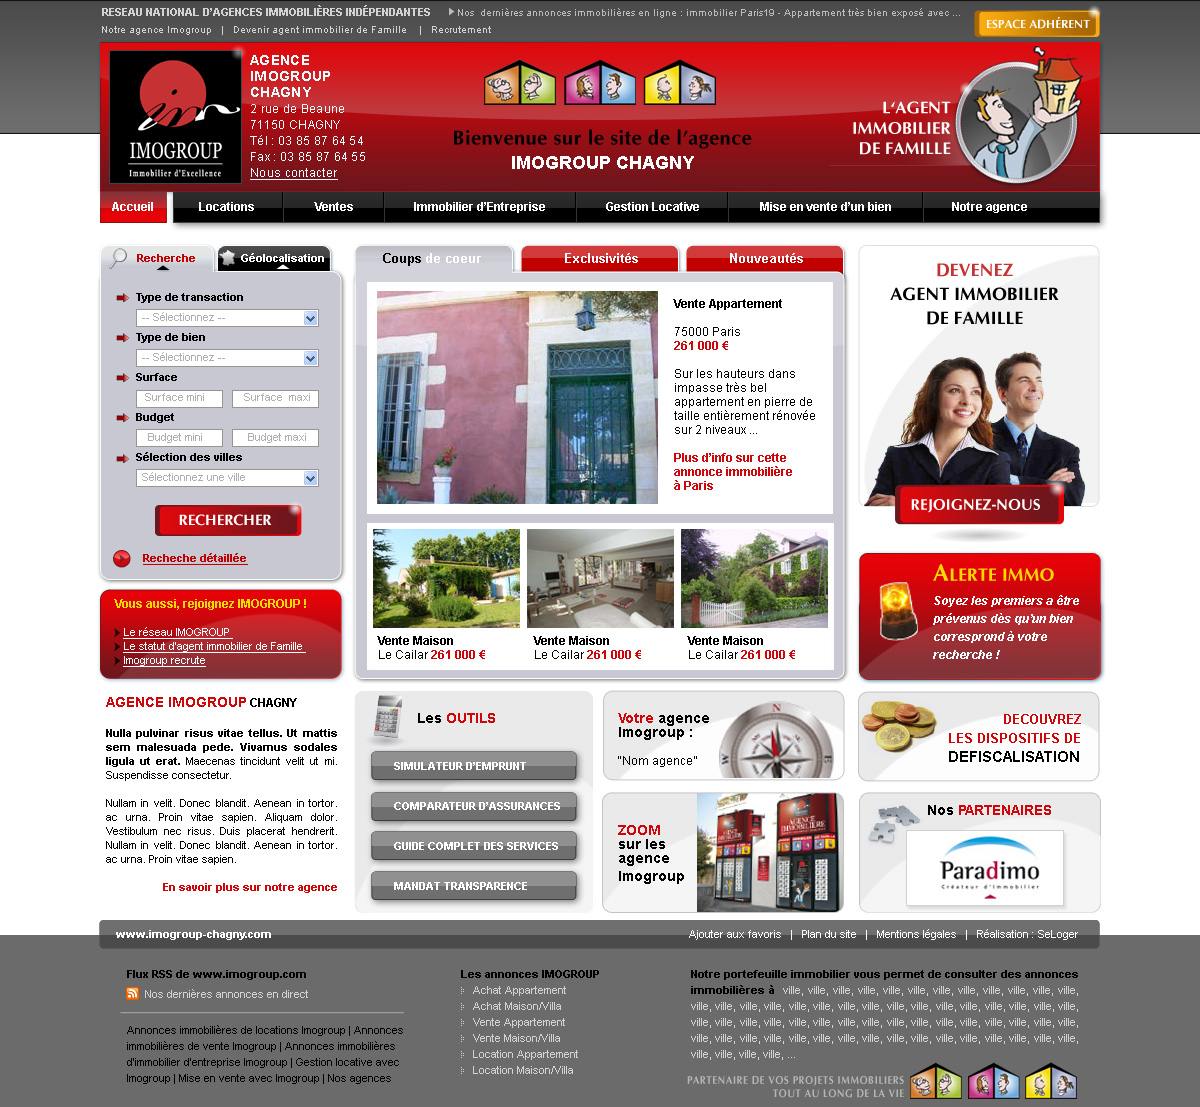 RESEAU NATIONAL D'AGENCES IMMOBILIÈRES INDÉPENDANTES
Nos dernières annonces immobilières en ligne : immobilier Paris19 - Appartement très bien exposé avec ...
ESPACE ADHÉRENT
Notre agence Imogroup | Devenir agent immobilier de Famille | Recrutement
im
IMOGROUP
Immobilier d'Excellence
AGENCE
IMOGROUP
CHAGNY
2 rue de Beaune
71150 CHAGNY
Tél : 03 85 87 64 54
Fax : 03 85 87 64 55
Nous contacter
Bienvenue sur le site de l'agence
IMOGROUP CHAGNY
L'AGENT
IMMOBILIER
DE FAMILLE
Accueil
Locations
Ventes
Immobilier d'Entreprise
Gestion Locative
Mise en vente d'un bien
Notre agence
Recherche
Géolocalisation
Type de transaction
-- Sélectionnez --
Type de bien
-- Sélectionnez --
Surface
Surface mini
Surface maxi
Budget
Budget mini
Budget maxi
Sélection des villes
Sélectionnez une ville
RECHERCHER
Recheche détaillée
Vous aussi, rejoignez IMOGROUP !
Le réseau IMOGROUP
Le statut d'agent immobilier de Famille
Imogroup recrute
Coups de coeur
Exclusivités
Nouveautés
Vente Appartement
75000 Paris
261 000 €
Sur les hauteurs dans
impasse très bel
appartement en pierre de
taille entièrement rénovée
sur 2 niveaux ...
Plus d'info sur cette
annonce immobilière
à Paris
Vente Maison
Le Cailar 261 000 €
Vente Maison
Le Cailar 261 000 €
Vente Maison
Le Cailar 261 000 €
DEVENEZ
AGENT IMMOBILIER
DE FAMILLE
REJOIGNEZ-NOUS
ALERTE IMMO
Soyez les premiers a être
prévenus dès qu'un bien
correspond à votre
recherche !
AGENCE IMOGROUP CHAGNY
Nulla pulvinar risus vitae tellus. Ut mattis
sem malesuada pede. Vivamus sodales
ligula ut erat. Maecenas tincidunt velit ut mi.
Suspendisse consectetur.
Nullam in velit. Donec blandit. Aenean in tortor.
ac urna. Proin vitae sapien. Aliquam dolor.
Vestibulum nec risus. Duis placerat hendrerit.
Nullam in velit. Donec blandit. Aenean in tortor.
ac urna. Proin vitae sapien.
En savoir plus sur notre agence
Les OUTILS
SIMULATEUR D'EMPRUNT
COMPARATEUR D'ASSURANCES
GUIDE COMPLET DES SERVICES
MANDAT TRANSPARENCE
Votre agence
Imogroup :
"Nom agence"
N
ZOOM
sur les
agences
Imogroup
AGENCE
IMMOBILIÈRE
DECOUVREZ
LES DISPOSITIFS DE
DEFISCALISATION
Nos PARTENAIRES
Paradimo
Créateur d'Immobilier
www.imogroup-chagny.com
Ajouter aux favoris | Plan du site | Mentions légales | Réalisation : SeLoger
Flux RSS de www.imogroup.com
Nos dernières annonces en direct
Annonces immobilières de locations Imogroup | Annonces
immobilières de vente Imogroup | Annonces immobilières
d'immobilier d'entreprise Imogroup | Gestion locative avec
Imogroup | Mise en vente avec Imogroup | Nos agences
Les annonces IMOGROUP
Achat Appartement
Achat Maison/Villa
Vente Appartement
Vente Maison/Villa
Location Appartement
Location Maison/Villa
Notre portefeuille immobilier vous permet de consulter des annonces
immobilières à ville, ville, ville, ville, ville, ville, ville, ville, ville, ville, ville, ville,
ville, ville, ville, ville, ville, ville, ville, ville, ville, ville, ville, ville, ville, ville, ville, ville,
ville, ville, ville, ville, ville, ville, ville, ville, ville, ville, ville, ville, ville, ville, ville, ville,
ville, ville, ville, ville, ville, ville, ville, ville, ville, ville, ville, ville, ville, ville, ville, ville,
ville, ville, ville, ville, ...
PARTENAIRE DE VOS PROJETS IMMOBILIERS
TOUT AU LONG DE LA VIE